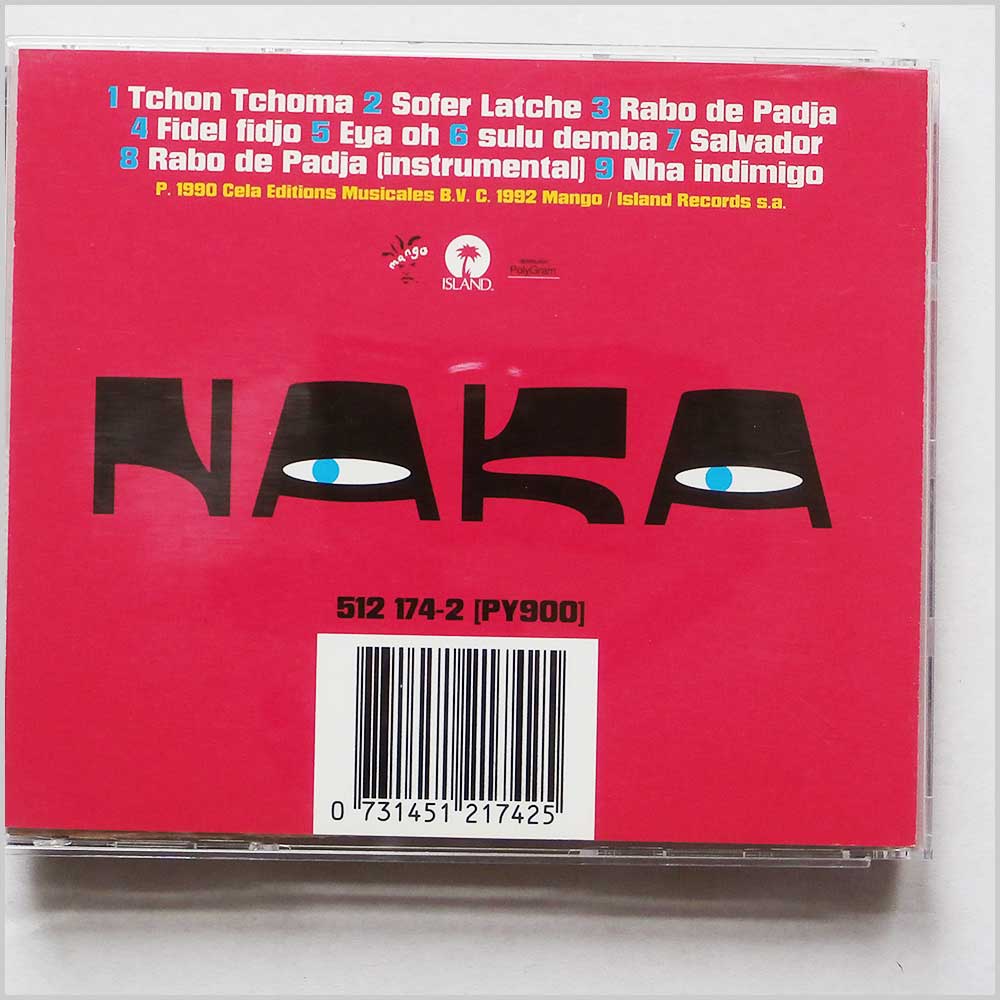 1 Tchon Tchoma 2 Sofer Latche 3 Rabo de Padja
4 Fidel fidjo 5 Eya oh 6 sulu demba 7 Salvador
8 Rabo de Padja (instrumental) 9 Nha indimigo
P. 1990 Cela Editions Musicales B.V. C. 1992 Mango / Island Records s.a.
mango
ISLAND
PolyGram
NAKA
512 174-2 [PY900]
0 731451 217425